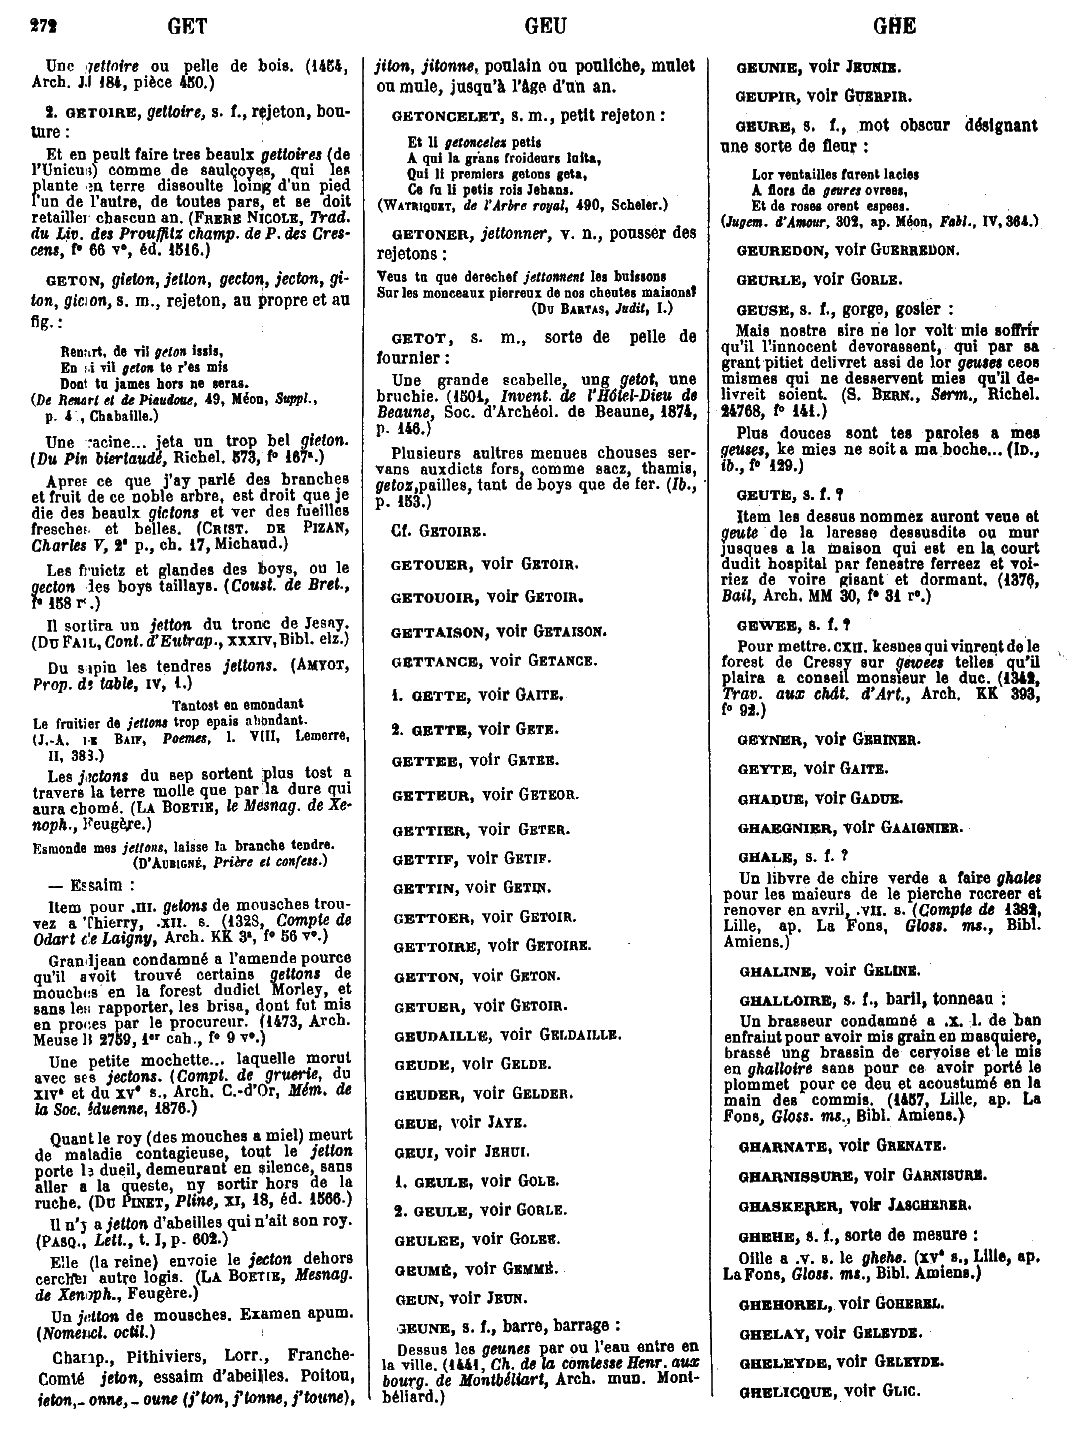 272 GET GEU GHE
Une gettoire ou pelle de bois. (1454,
Arch. JJ 184, pièce 450.)
2. GETOIRE, gettoire, s. f., rejeton, bou-
ture :
Et en peult faire tres beaulx gettoires (de
l'Unicus) comme de saulçoyes, qui les
plante en terre dissoulte loing d'un pied
l'un de l'autre, de toutes pars, et se doit
retailler chascun an. (FRERE NICOLE, Trad.
du Liv. des Prouffitz champ. de P. des Cres-
cens, f° 66 v°, éd. 1516.)
GETON, gieton, jetton, gecton, jecton, gi-
ton, gicton, s. m., rejeton, au propre et au
fig. :
Renart, de vil geton issis,
En si vil geton te r'es mis
Dont tu james hors ne seras.
(De Renart et de Piaudoue, 49, Méon, Suppl.,
p. 4 , Chabaille.)
Une racine... jeta un trop bel gieton.
(Du Pin biertaudé, Richel. 573, f° 167ª.)
Apres ce que j'ay parlé des branches
et fruit de ce noble arbre, est droit que je
die des beaulx gictons et ver des fueilles
fresches et belles. (CRIST. DE PIZAN,
Charles V, 2ᵉ p., ch. 17, Michaud.)
Les fruictz et glandes des boys, ou le
gecton des boys taillays. (Coust. de Bret.,
f° 158 r°.)
Il sortira un jetton du tronc de Jesay.
(DU FAIL, Cont. d'Eutrap., XXXIV, Bibl. elz.)
Du sapin les tendres jettons. (AMYOT,
Prop. de table, IV, 1.)
Tantost en emondant
Le fruitier de jettons trop epais abondant.
(J.-A. DE BAIF, Poemes, l. VIII, Lemerre,
II, 383.)
Les jectons du sep sortent plus tost a
travers la terre molle que par la dure qui
aura chomé. (LA BOETIE, le Mesnag. de Xe-
noph., Feugère.)
Esmonde mes jettons, laisse la branche tendre.
(D'AUBIGNÉ, Prière et confess.)
— Essaim :
Item pour .III. getons de mousches trou-
vez a Thierry, .XII. s. (1328, Compte de
Odart de Laigny, Arch. KK 3ª, f° 56 v°.)
Grandjean condamné a l'amende pource
qu'il avoit trouvé certains gettons de
mouches en la forest dudict Morley, et
sans les rapporter, les brisa, dont fut mis
en proces par le procureur. (1473, Arch.
Meuse B 2759, 1ᵉʳ cah., f° 9 v°.)
Une petite mochette... laquelle morut
avec ses jectons. (Compt. de gruerie, du
XIVᵉ et du XVᵉ s., Arch. C.-d'Or, Mém. de
la Soc. éduenne, 1876.)
Quant le roy (des mouches a miel) meurt
de maladie contagieuse, tout le jetton
porte le dueil, demeurant en silence, sans
aller a la queste, ny sortir hors de la
ruche. (DU PINET, Pline, XI, 18, éd. 1566.)
Il n'y a jetton d'abeilles qui n'ait son roy.
(PASQ., Lett., t. I, p. 602.)
Elle (la reine) envoie le jecton dehors
cercher autre logis. (LA BOETIE, Mesnag.
de Xenoph., Feugère.)
Un jetton de mousches. Examen apum.
(Nomencl. octil.)
Champ., Pithiviers, Lorr., Franche-
Comté jeton, essaim d'abeilles. Poitou,
jeton, - onne, - oune (j'ton, j'tonne, j'toune),
jiton, jitonne, poulain ou pouliche, mulet
ou mule, jusqu'à l'âge d'un an.
GETONCELET, s. m., petit rejeton :
Et li getoncelez petis
A qui la grans froideurs luita,
Qui li premiers getons geta,
Ce fu li petis rois Jehans.
(WATRIQUET, de l'Arbre royal, 490, Scheler.)
GETONER, jettonner, v. n., pousser des
rejetons :
Veus tu que derechef jettonnent les buissons
Sur les monceaux pierreux de nos cheutes maisons?
(DU BARTAS, Judit, I.)
GETOT, s. m., sorte de pelle de
fournier :
Une grande scabelle, ung getot, une
bruchie. (1501, Invent. de l'Hôtel-Dieu de
Beaune, Soc. d'Archéol. de Beaune, 1874,
p. 146.)
Plusieurs aultres menues chouses ser-
vans auxdicts fors, comme sacz, thamis,
getoz, pailles, tant de boys que de fer. (Ib.,
p. 153.)
Cf. GETOIRE.
GETOUER, voir GETOIR.
GETOUOIR, voir GETOIR.
GETTAISON, voir GETAISON.
GETTANCE, voir GETANCE.
1. GETTE, voir GAITE.
2. GETTE, voir GETE.
GETTEE, voir GETEE.
GETTEUR, voir GETEOR.
GETTIER, voir GETER.
GETTIF, voir GETIF.
GETTIN, voir GETIN.
GETTOER, voir GETOIR.
GETTOIRE, voir GETOIRE.
GETTON, voir GETON.
GETUER, voir GETOIR.
GEUDAILLE, voir GELDAILLE.
GEUDE, voir GELDE.
GEUDER, voir GELDER.
GEUE, voir JAYE.
GEUI, voir JEHUI.
1. GEULE, voir GOLE.
2. GEULE, voir GORLE.
GEULEE, voir GOLEE.
GEUMÉ, voir GEMMÉ.
GEUN, voir JEUN.
GEUNE, s. f., barre, barrage :
Dessus les geunes par ou l'eau entre en
la ville. (1441, Ch. de la comtesse Henr. aux
bourg. de Montbéliart, Arch. mun. Mont-
béliard.)
GEUNIE, voir JEUNIE.
GEUPIR, voir GUERPIR.
GEURE, s. f., mot obscur désignant
une sorte de fleur :
Lor ventailles furent lacies
A flors de geures ovrees,
Et de roses orent espees.
(Jugem. d'Amour, 302, ap. Méon, Fabl., IV, 364.)
GEUREDON, voir GUERREDON.
GEURLE, voir GORLE.
GEUSE, s. f., gorge, gosier :
Mais nostre sire ne lor volt mie soffrir
qu'il l'innocent devorassent, qui par sa
grant pitiet delivret assi de lor geuses ceos
mismes qui ne desservent mies qu'il de-
livreit soient. (S. BERN., Serm., Richel.
24768, f° 141.)
Plus douces sont tes paroles a mes
geuses, ke mies ne soit a ma boche... (ID.,
ib., f° 129.)
GEUTE, s. f. ?
Item les dessus nommez auront veue et
geute de la laresse dessusdite ou mur
jusques a la maison qui est en la court
dudit hospital par fenestre ferreez et voi-
riez de voire gisant et dormant. (1376,
Bail, Arch. MM 30, f° 31 r°.)
GEWEE, s. f. ?
Pour mettre .CXII. kesnes qui vinrent de le
forest de Cressy sur gewees telles qu'il
plaira a conseil monsieur le duc. (1342,
Trav. aux chât. d'Art., Arch. KK 393,
f° 92.)
GEYNER, voir GEHINER.
GEYTE, voir GAITE.
GHADUE, voir GADUE.
GHAEGNIER, voir GAAIGNIER.
GHALE, s. f. ?
Un libvre de chire verde a faire ghales
pour les maieurs de le pierche rocreer et
renover en avril, .VII. s. (Compte de 1382,
Lille, ap. La Fons, Gloss. ms., Bibl.
Amiens.)
GHALINE, voir GELINE.
GHALLOIRE, s. f., baril, tonneau :
Un brasseur condamné a .X. l. de ban
enfraint pour avoir mis grain en masquiere,
brassé ung brassin de cervoise et le mis
en ghalloire sans pour ce avoir porté le
plommet pour ce deu et acoustumé en la
main des commis. (1457, Lille, ap. La
Fons, Gloss. ms., Bibl. Amiens.)
GHARNATE, voir GRENATE.
GHARNISSURE, voir GARNISURE.
GHASKERER, voir JASCHERER.
GHEHE, s. f., sorte de mesure :
Oille a .V. s. le ghehe. (XVᵉ s., Lille, ap.
La Fons, Gloss. ms., Bibl. Amiens.)
GHEHOREL, voir GOHEREL.
GHELAY, voir GELEYDE.
GHELEYDE, voir GELEYDE.
GHELICQUE, voir GLIC.